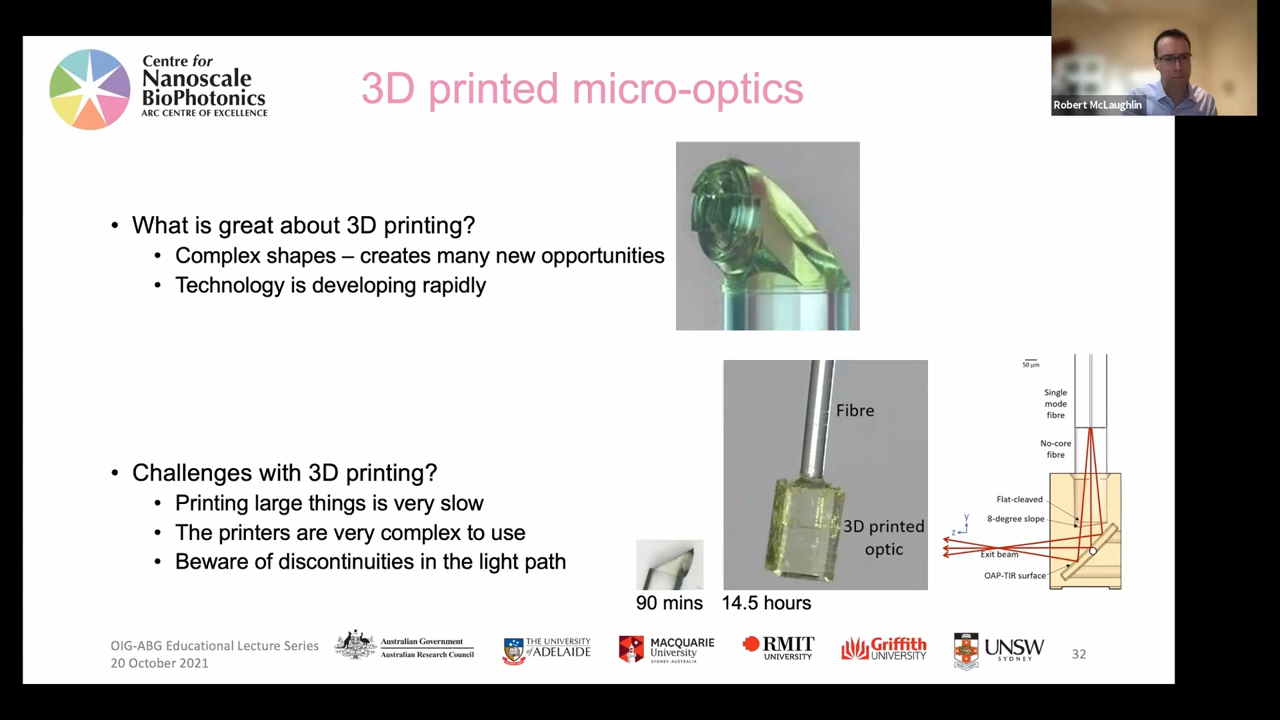 Centre for
Nanoscale
BioPhotonics
ARC CENTRE OF EXCELLENCE
3D printed micro-optics
Robert McLaughlin
• What is great about 3D printing?
• Complex shapes – creates many new opportunities
• Technology is developing rapidly
• Challenges with 3D printing?
• Printing large things is very slow
• The printers are very complex to use
• Beware of discontinuities in the light path
90 mins
Fibre
3D printed
optic
14.5 hours
50 μm
Single
mode
fibre
No-core
fibre
Flat-cleaved
8-degree slope
y
z
Exit beam
OAP-TIR surface
OIG-ABG Educational Lecture Series
20 October 2021
Australian Government
Australian Research Council
THE UNIVERSITY
of ADELAIDE
MACQUARIE
University
SYDNEY·AUSTRALIA
RMIT
UNIVERSITY
Griffith
UNIVERSITY
UNSW
SYDNEY
32